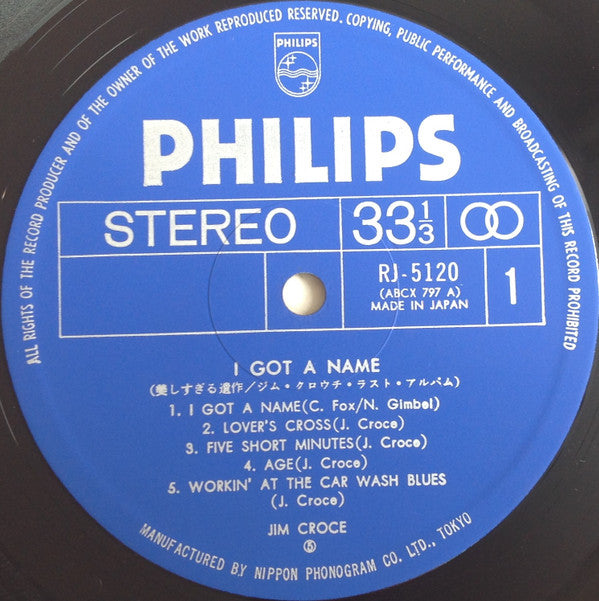 ALL RIGHTS OF THE RECORD PRODUCER AND OF THE OWNER OF THE WORK REPRODUCED RESERVED. COPYING, PUBLIC PERFORMANCE AND BROADCASTING OF THIS RECORD PROHIBITED
PHILIPS
PHILIPS
STEREO 33⅓
RJ-5120
(ABCX 797 A)
MADE IN JAPAN
1
I GOT A NAME
(美しすぎる遺作/ジム・クロウチ・ラスト・アルバム)
1. I GOT A NAME(C. Fox/N. Gimbel)
2. LOVER'S CROSS(J. Croce)
3. FIVE SHORT MINUTES(J. Croce)
4. AGE(J. Croce)
5. WORKIN' AT THE CAR WASH BLUES
(J. Croce)
JIM CROCE
⑤
MANUFACTURED BY NIPPON PHONOGRAM CO. LTD., TOKYO